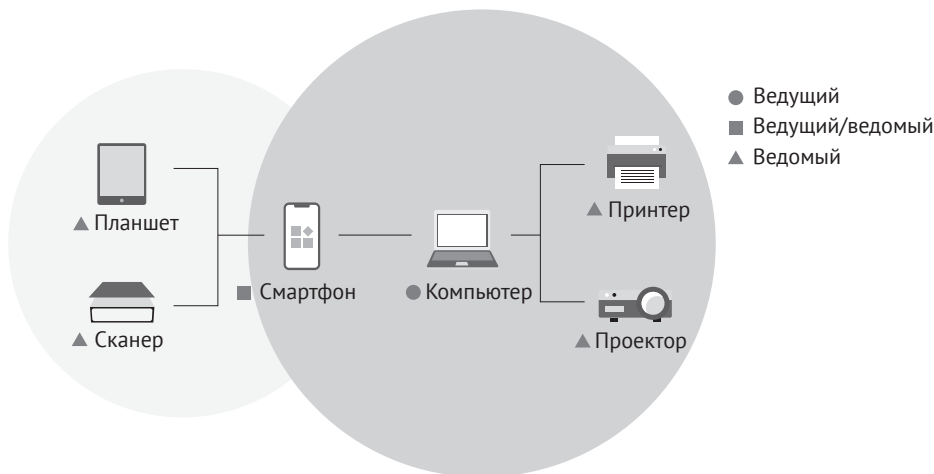 Ведущий
Ведущий/ведомый
Ведомый
Планшет
Принтер
Смартфон
Компьютер
Сканер
Проектор